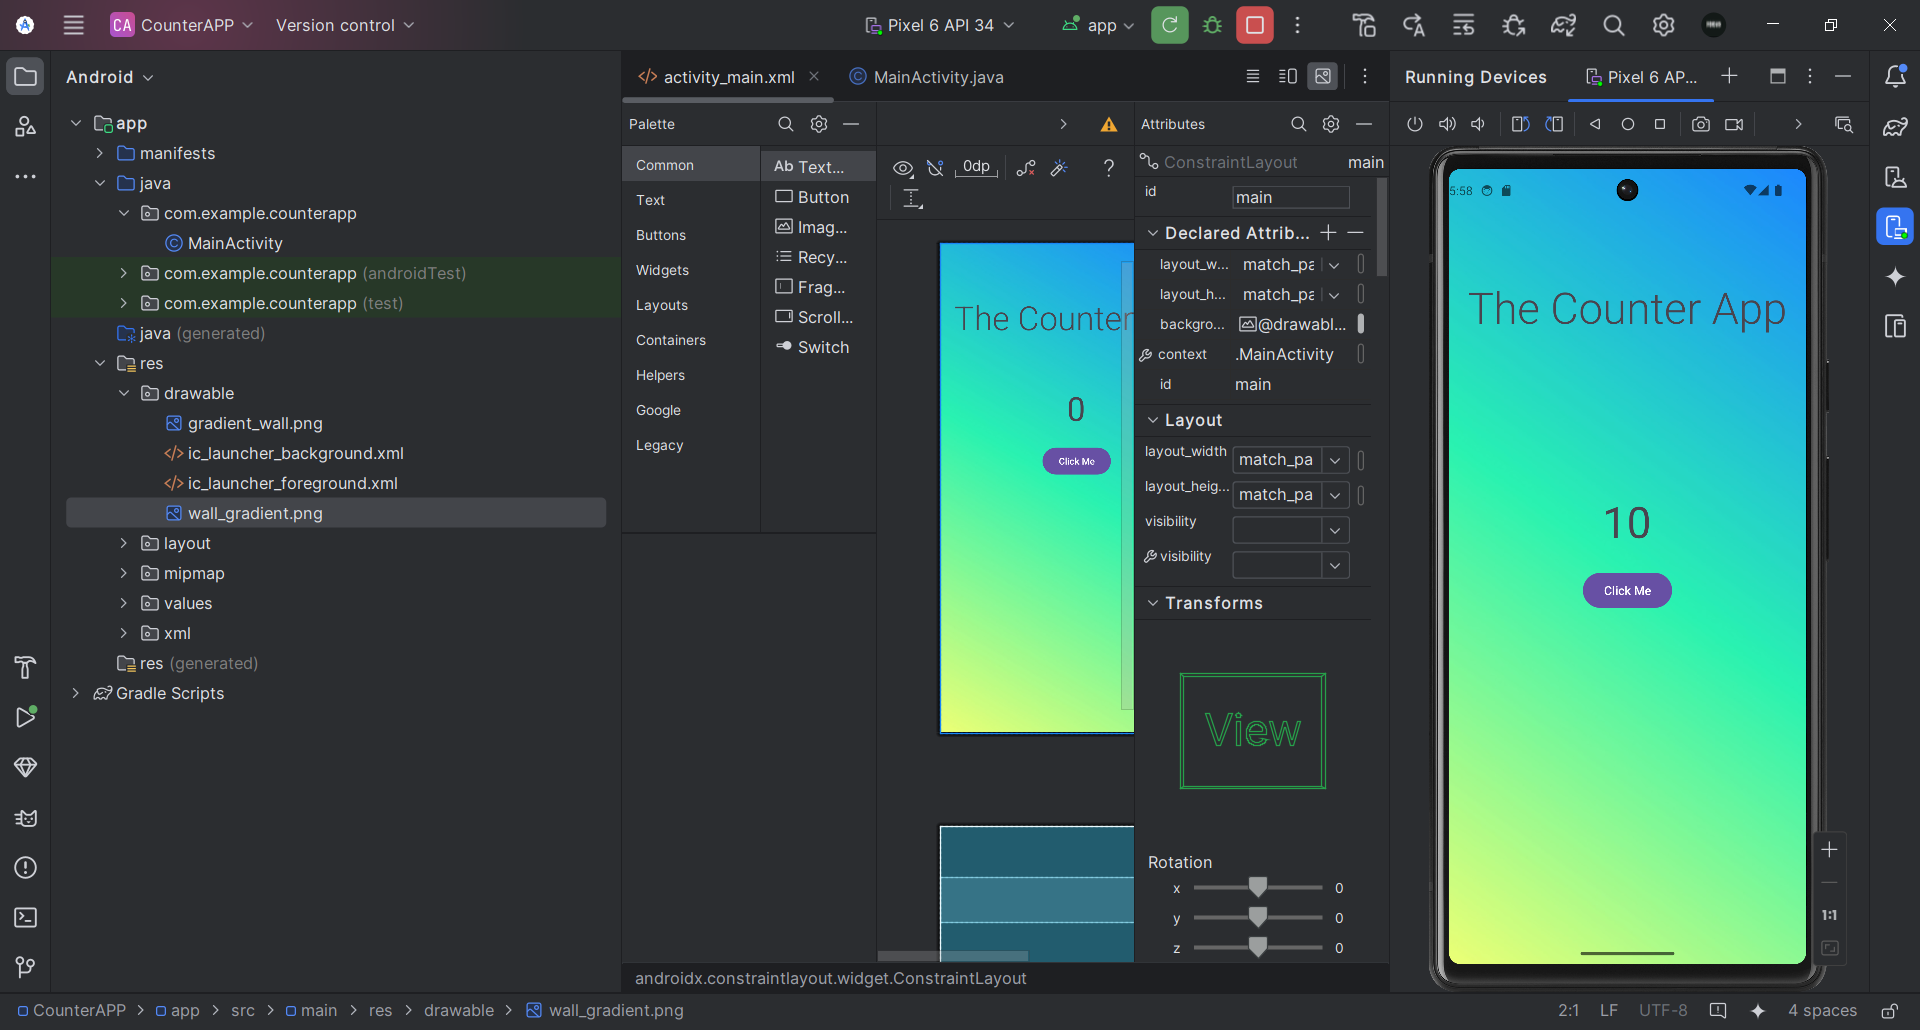 CA CounterAPP Version control
Pixel 6 API 34
app
Android
app
manifests
java
com.example.counterapp
MainActivity
com.example.counterapp (androidTest)
com.example.counterapp (test)
java (generated)
res
drawable
gradient_wall.png
ic_launcher_background.xml
ic_launcher_foreground.xml
wall_gradient.png
layout
mipmap
values
xml
res (generated)
Gradle Scripts
activity_main.xml
MainActivity.java
Palette
Common
Text
Buttons
Widgets
Layouts
Containers
Helpers
Google
Legacy
Ab Text...
Button
Imag...
Recy...
Frag...
Scroll...
Switch
0dp
?
The Counter
0
Click Me
Attributes
ConstraintLayout main
id main
Declared Attrib...
layout_w... match_pa
layout_h... match_pa
backgro... @drawabl...
context .MainActivity
id main
Layout
layout_width match_pa
layout_heig... match_pa
visibility
visibility
Transforms
View
Rotation
x 0
y 0
z 0
androidx.constraintlayout.widget.ConstraintLayout
Running Devices
Pixel 6 AP...
5:58
The Counter App
10
Click Me
1:1
CounterAPP > app > src > main > res > drawable > wall_gradient.png
2:1 LF UTF-8 4 spaces